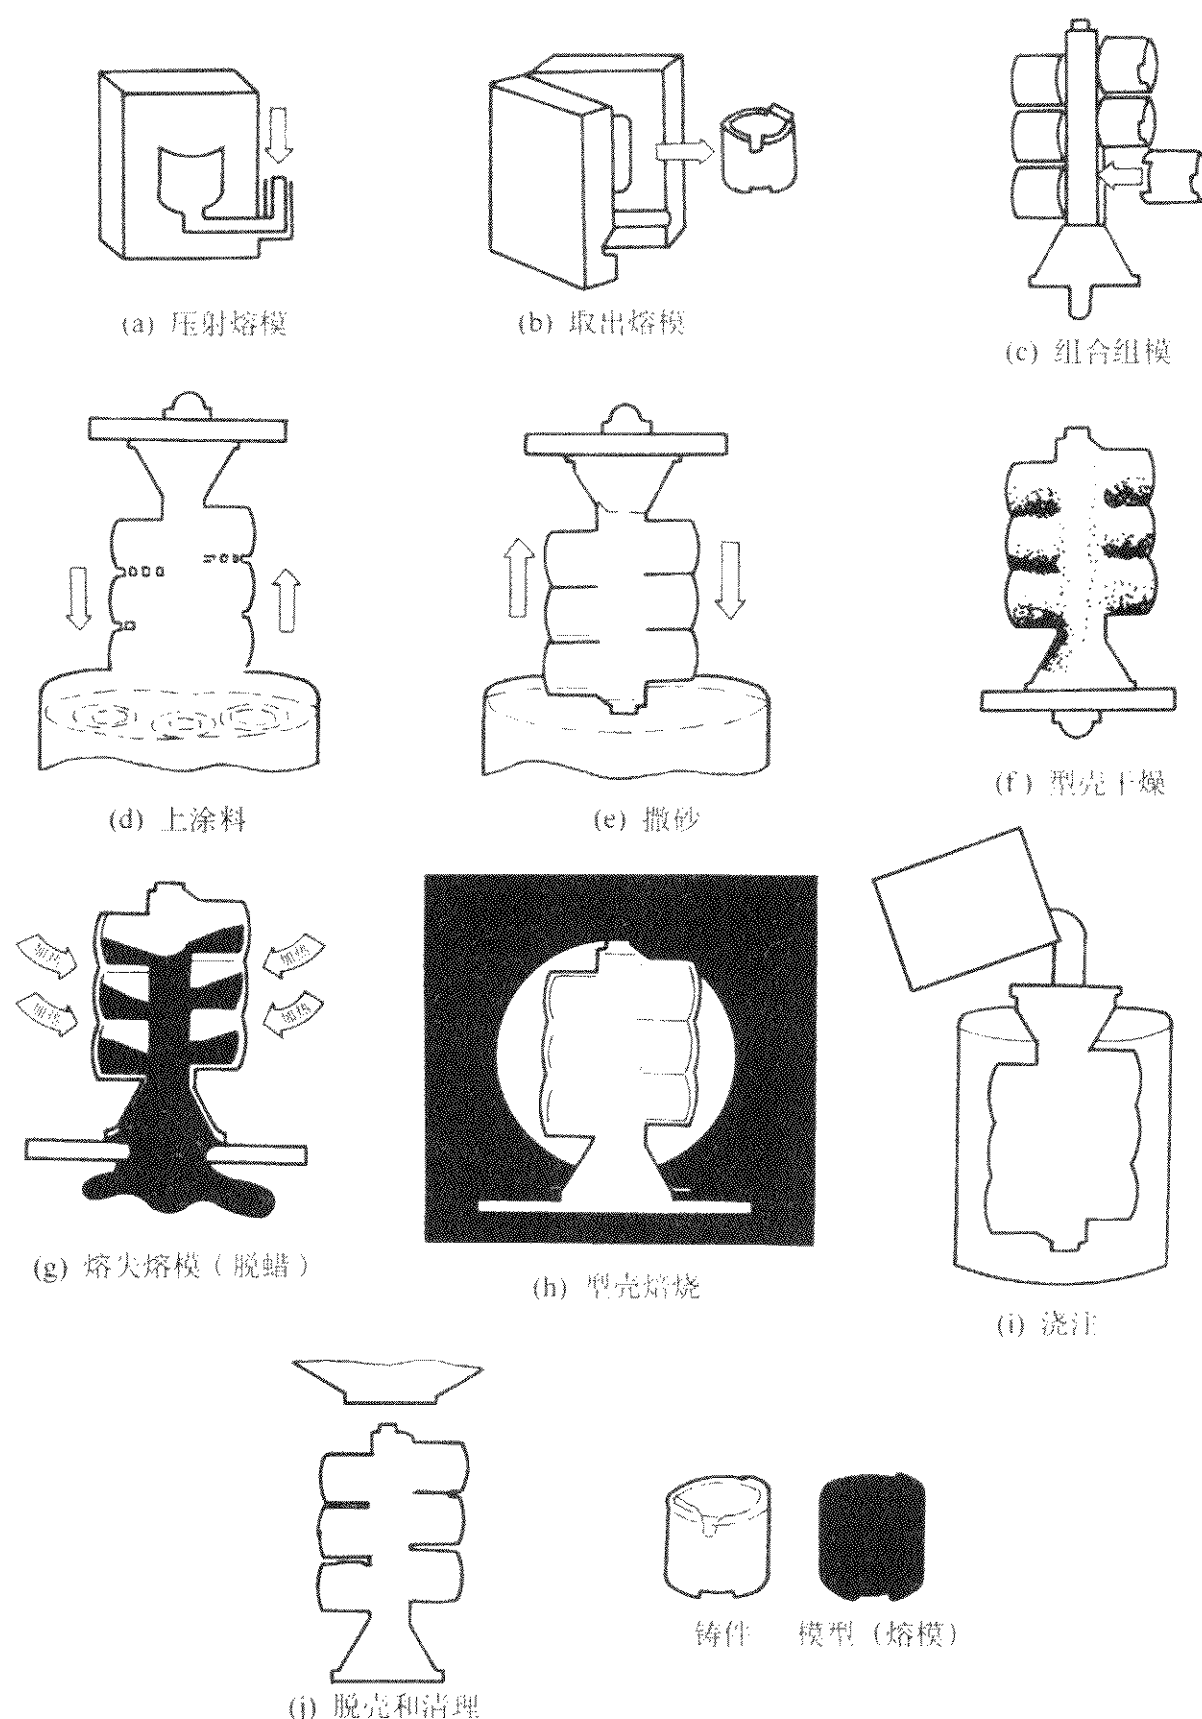 (a) 压射熔模
(b) 取出熔模
(c) 组合组模
(d) 上涂料
(e) 撒砂
(f) 型壳干燥
加热
加热
加热
加热
(g) 熔失熔模（脱蜡）
(h) 型壳焙烧
(i) 浇注
铸件
模型（熔模）
(j) 脱壳和清理